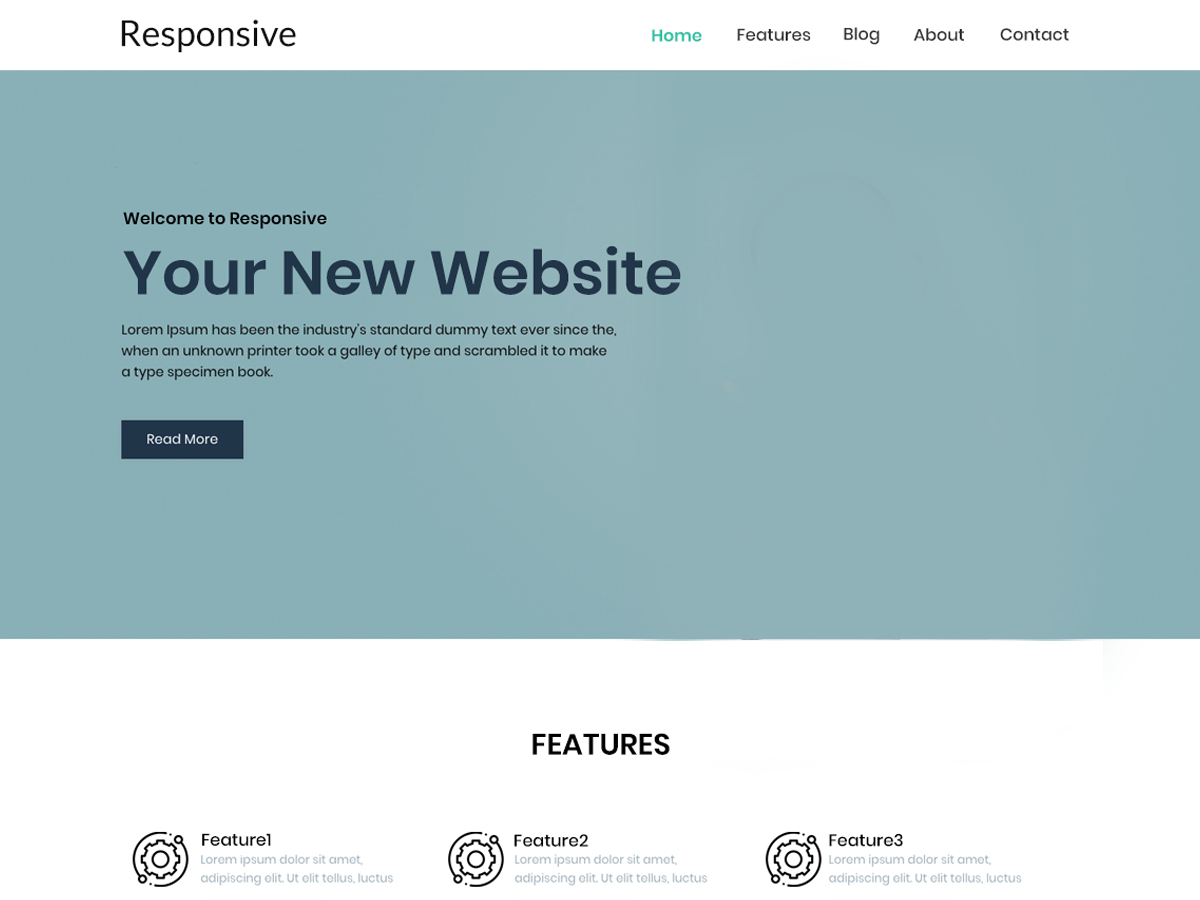 Responsive
Home Features Blog About Contact
Welcome to Responsive
Your New Website
Lorem Ipsum has been the industry's standard dummy text ever since the,
when an unknown printer took a galley of type and scrambled it to make
a type specimen book.
Read More
FEATURES
Feature1
Lorem ipsum dolor sit amet,
adipiscing elit. Ut elit tellus, luctus
Feature2
Lorem ipsum dolor sit amet,
adipiscing elit. Ut elit tellus, luctus
Feature3
Lorem ipsum dolor sit amet,
adipiscing elit. Ut elit tellus, luctus